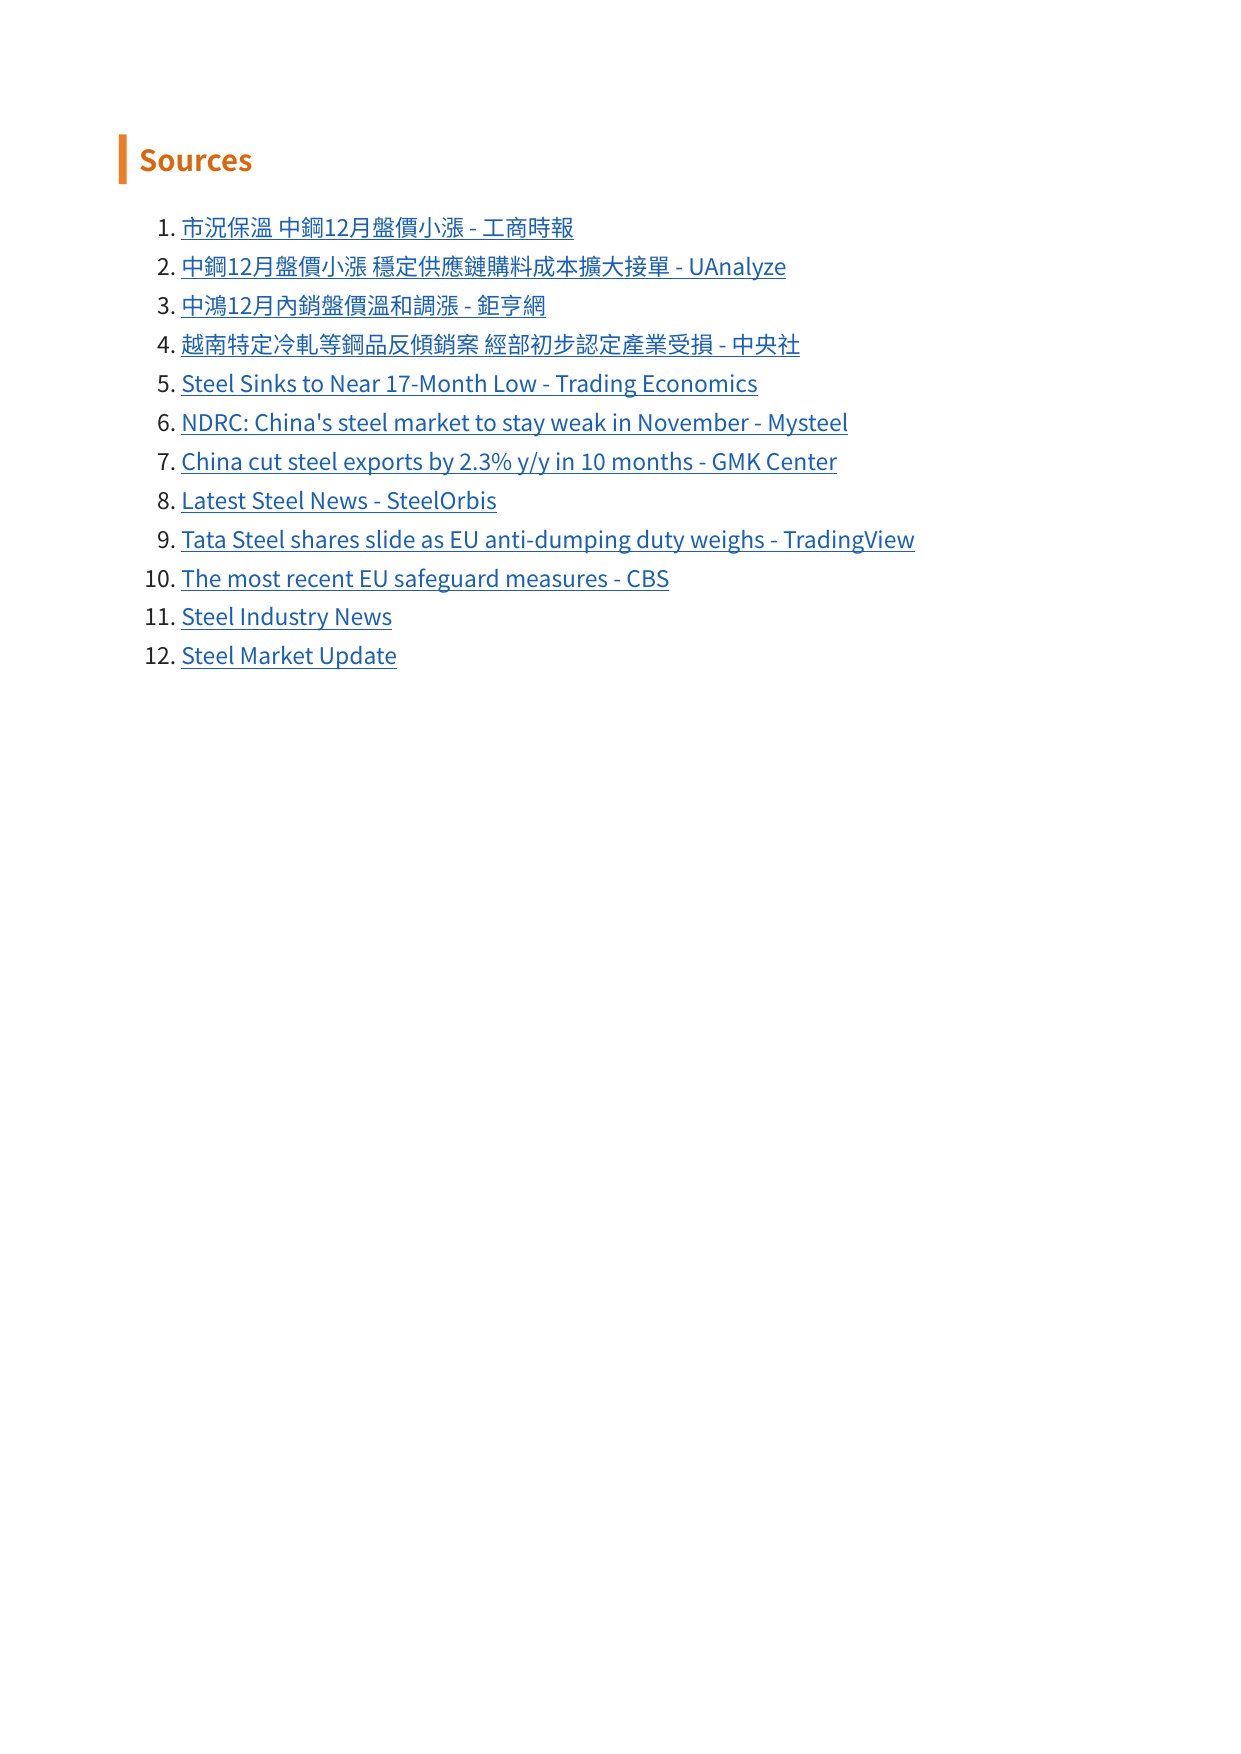 Sources
1. 市況保溫 中鋼12月盤價小漲 - 工商時報
2. 中鋼12月盤價小漲 穩定供應鏈購料成本擴大接單 - UAnalyze
3. 中鴻12月內銷盤價溫和調漲 - 鉅亨網
4. 越南特定冷軋等鋼品反傾銷案 經部初步認定產業受損 - 中央社
5. Steel Sinks to Near 17-Month Low - Trading Economics
6. NDRC: China's steel market to stay weak in November - Mysteel
7. China cut steel exports by 2.3% y/y in 10 months - GMK Center
8. Latest Steel News - SteelOrbis
9. Tata Steel shares slide as EU anti-dumping duty weighs - TradingView
10. The most recent EU safeguard measures - CBS
11. Steel Industry News
12. Steel Market Update